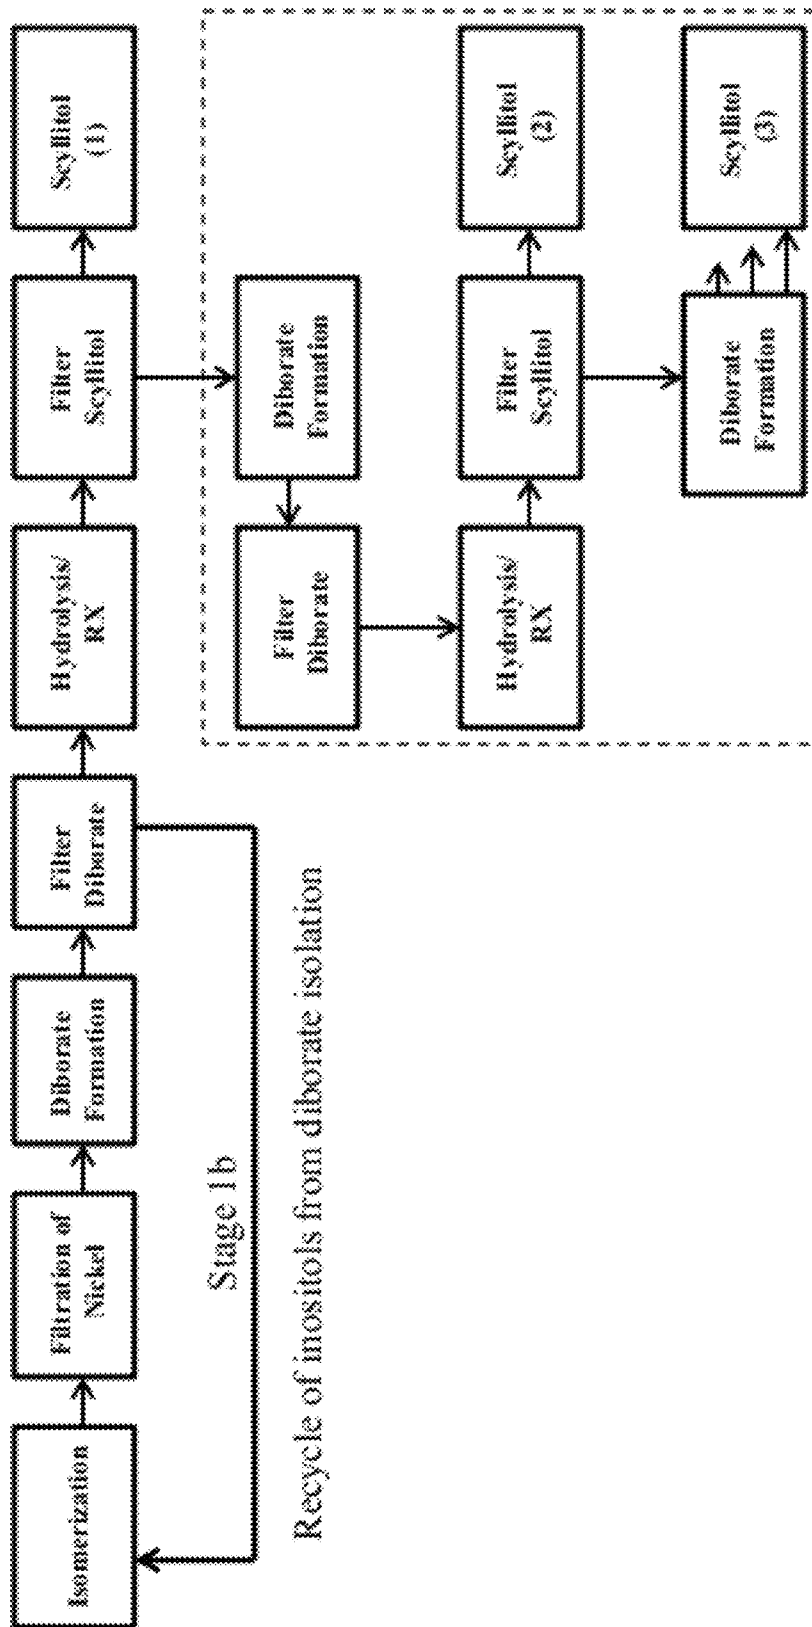 Isomerization
Filtration of
Nickel
Diborate
Formation
Filter
Diborate
Hydrolysis/
RX
Filter
Scyllitol
Scyllitol
(1)
Stage 1b
Recycle of inositols from diborate isolation
Diborate
Formation
Filter
Diborate
Hydrolysis/
RX
Filter
Scyllitol
Scyllitol
(2)
Diborate
Formation
Scyllitol
(3)